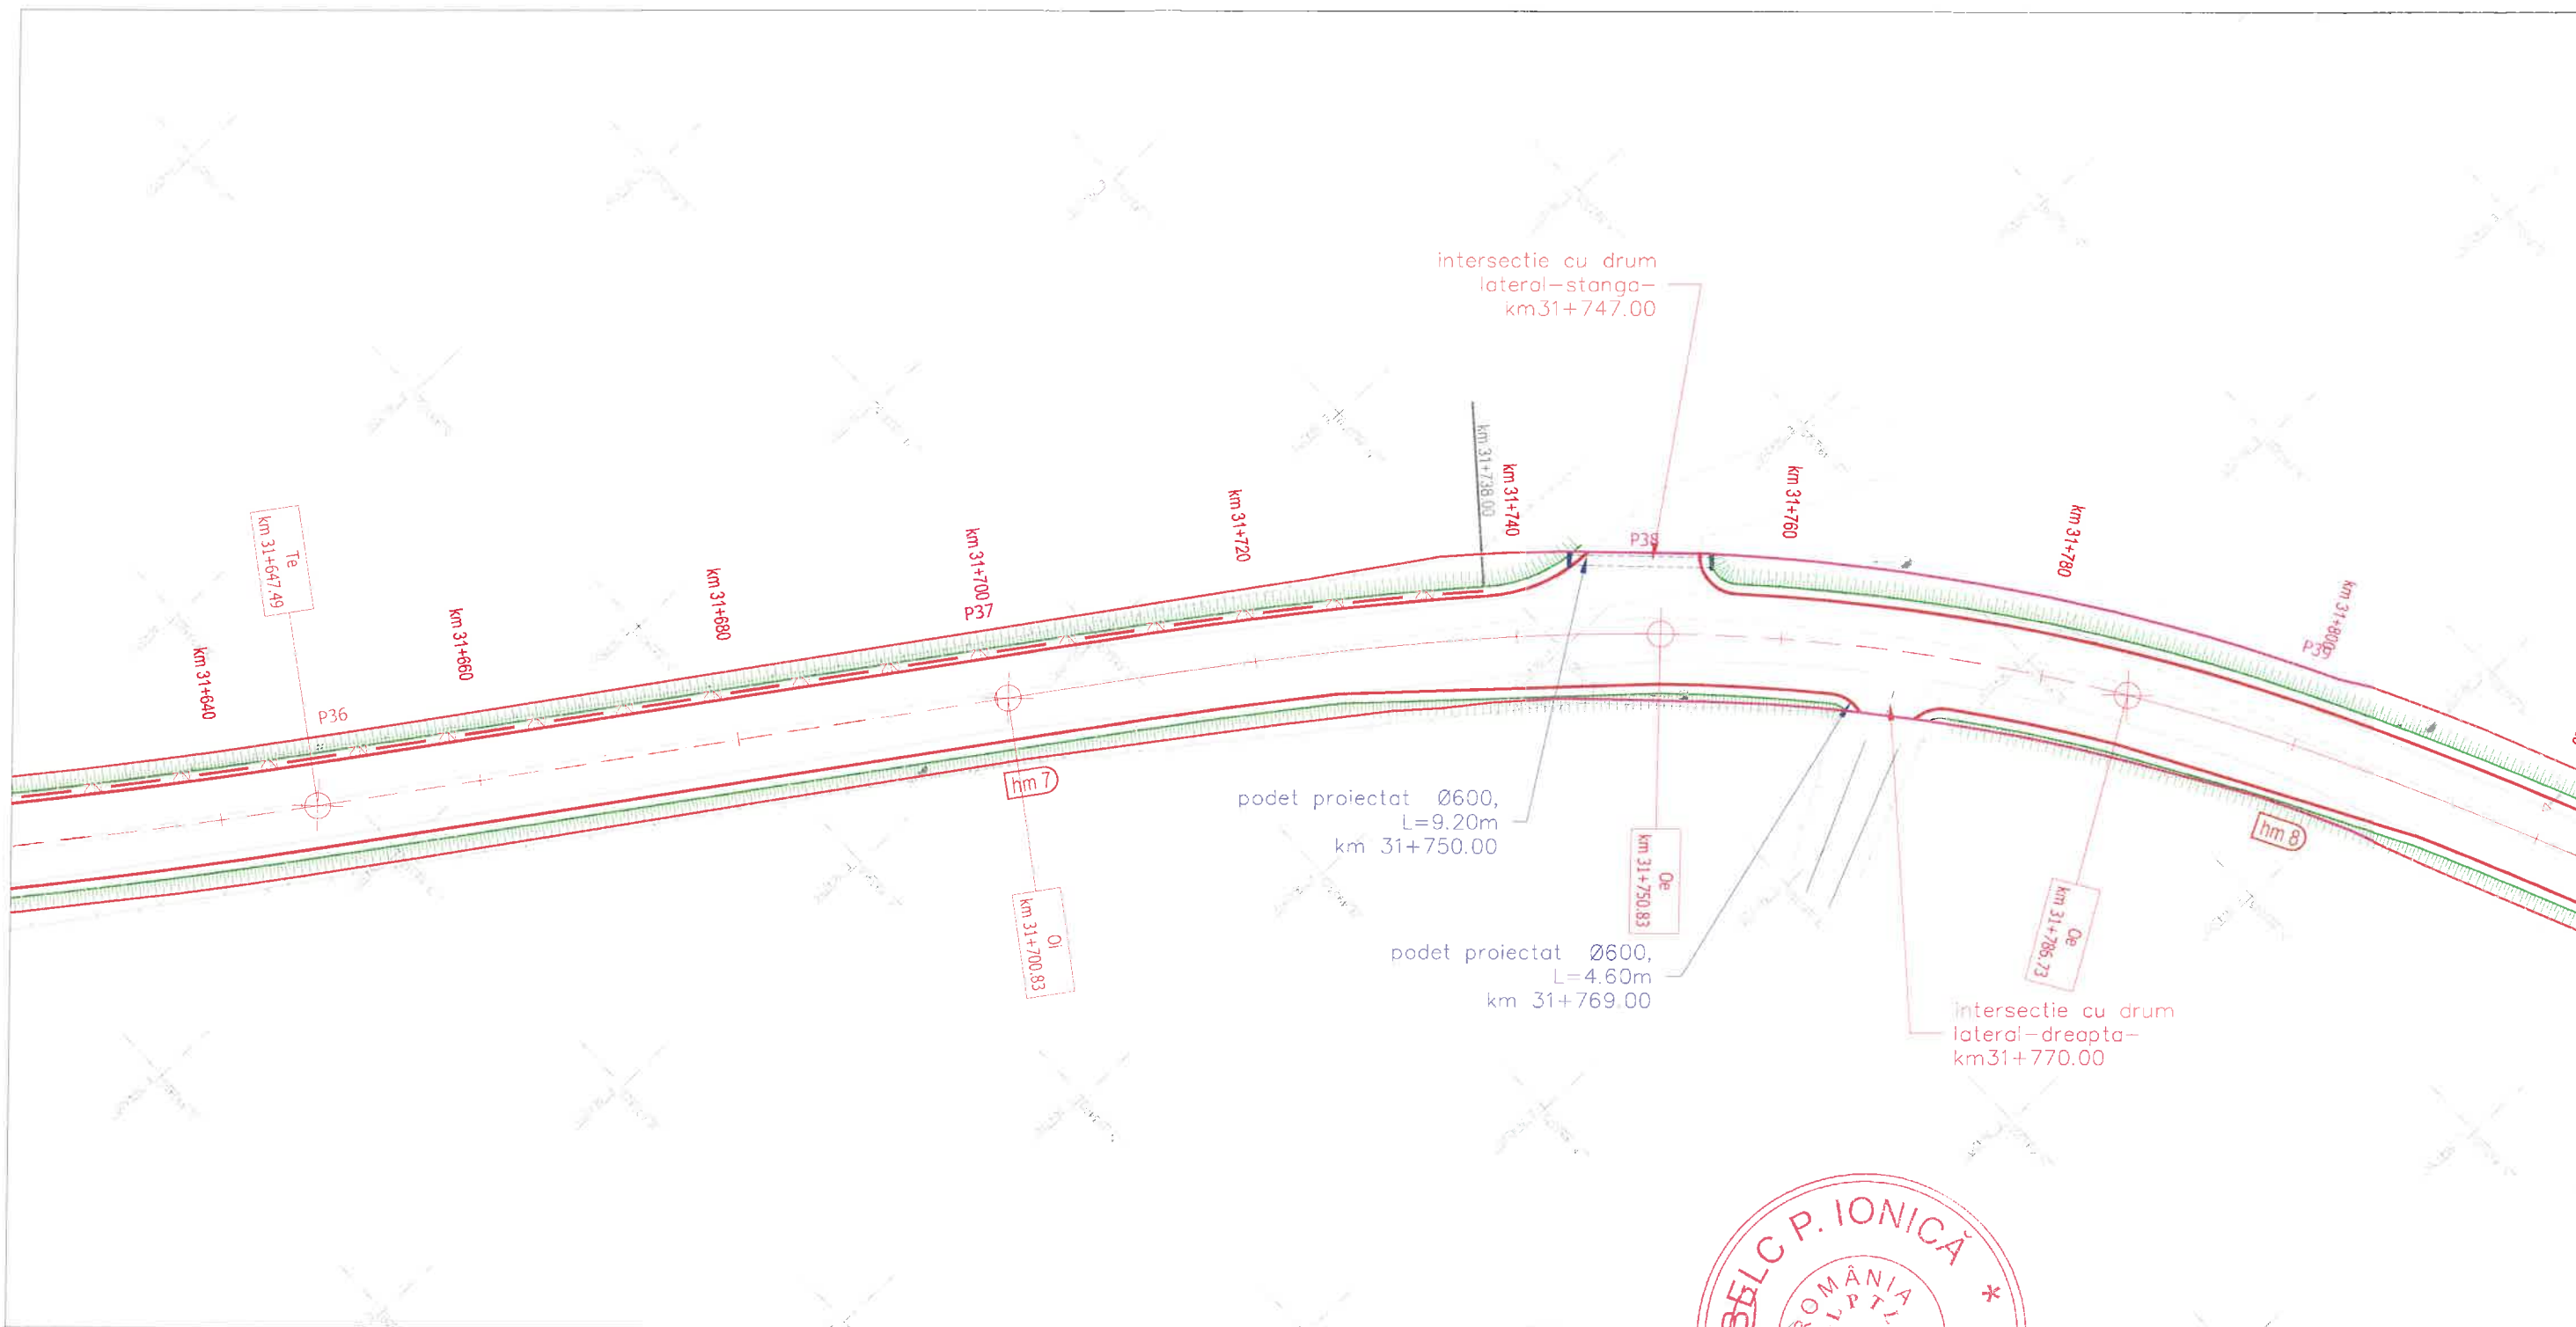 intersectie cu drum
lateral-stanga-
km31+747.00
km 31+738.00
km 31+740
km 31+760
km 31+780
km 31+800
P38
P39
km 31+720
km 31+700
P37
km 31+680
km 31+660
km 31+640
Te
km 31+647.49
P36
hm 7
Oi
km 31+700.83
podet proiectat Ø600,
L=9.20m
km 31+750.00
Oe
km 31+750.83
hm 8
km 31+786.73
podet proiectat Ø600,
L=4.60m
km 31+769.00
intersectie cu drum
lateral-dreapta-
km31+770.00
BELC P. IONICĂ *
ROMÂNIA